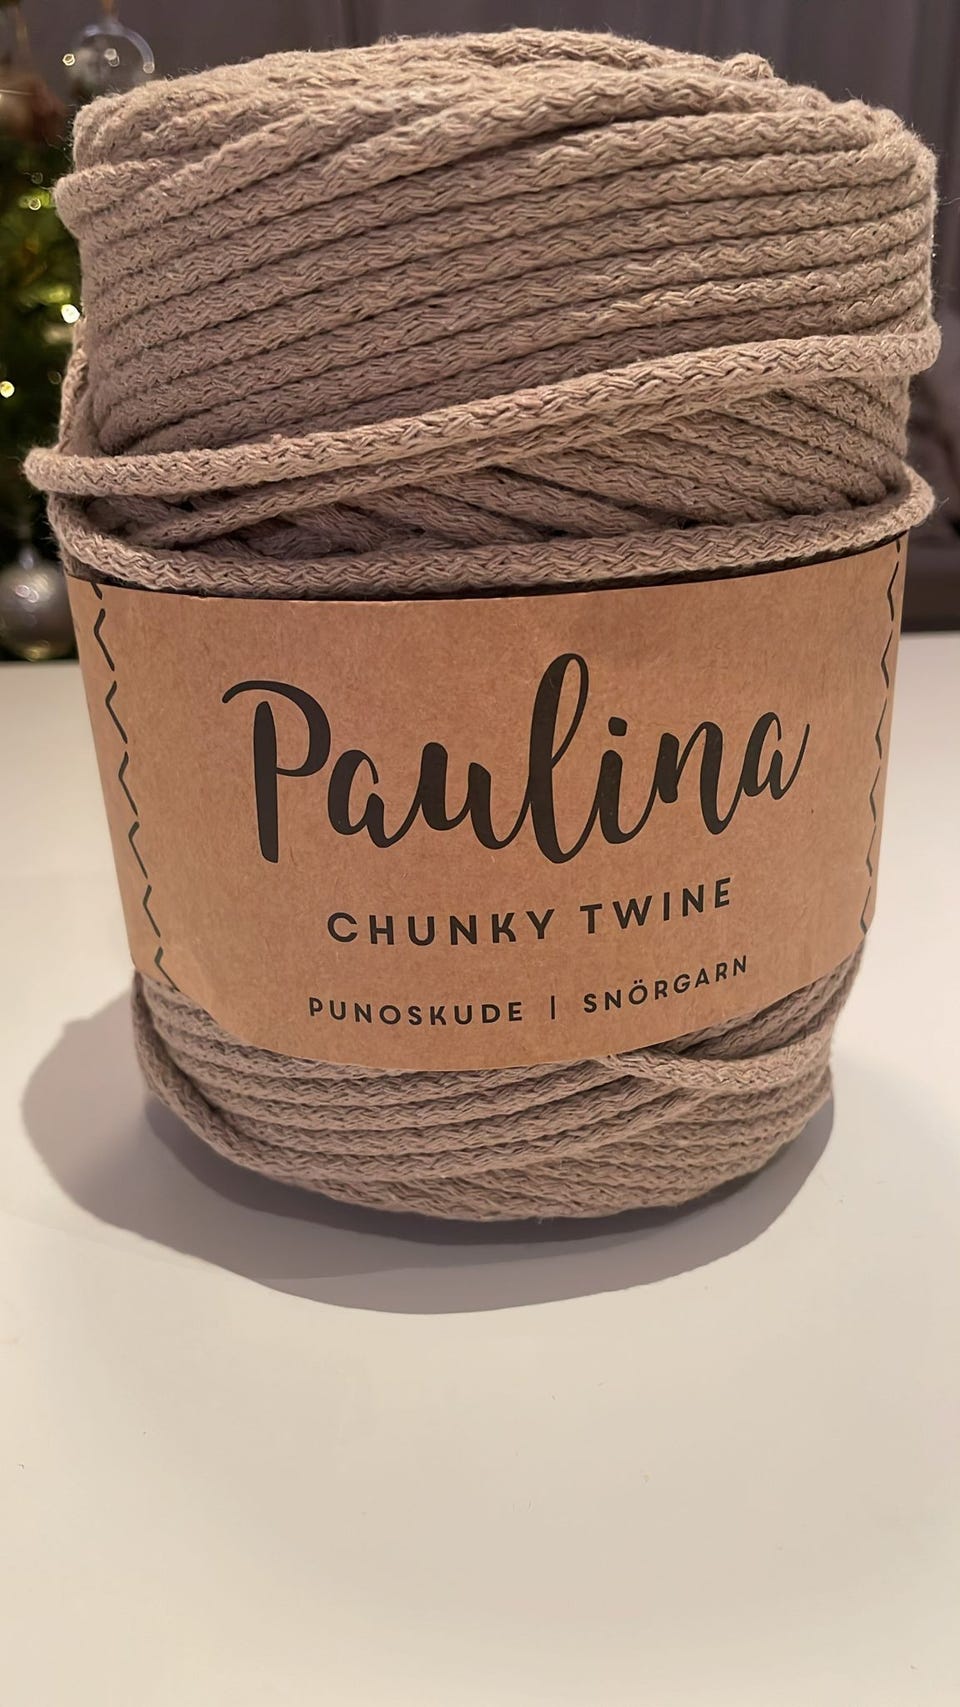 Paulina
CHUNKY TWINE
PUNOSKUDE | SNÖRGARN